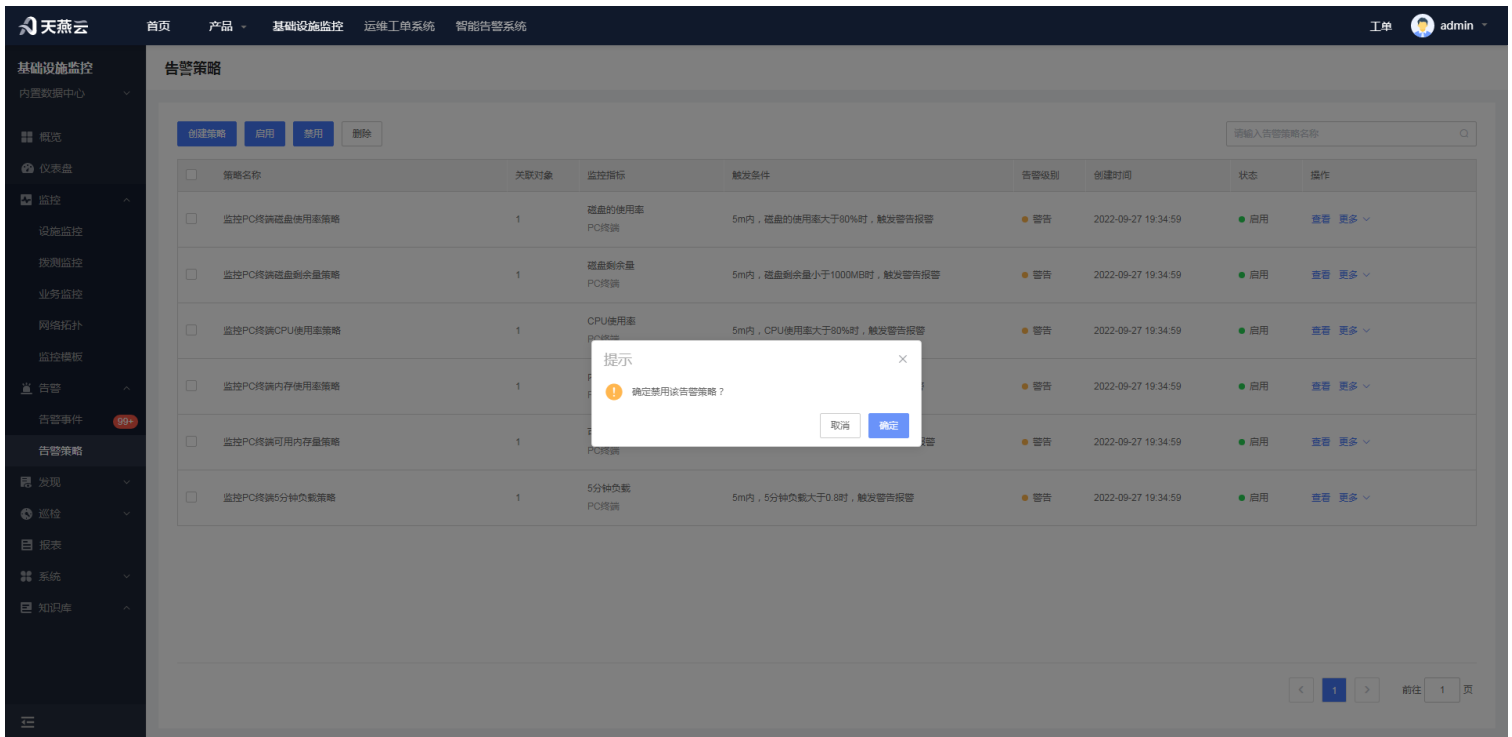 天燕云
首页 产品 基础设施监控 运维工单系统 智能告警系统 工单 admin
基础设施监控
内置数据中心
概览
仪表盘
监控
设施监控
拨测监控
业务监控
网络拓扑
监控模板
告警
告警事件 99+
告警策略
发现
巡检
报表
系统
知识库
告警策略
创建策略 启用 禁用 删除 请输入告警策略名称
策略名称 关联对象 监控指标 触发条件 告警级别 创建时间 状态 操作
监控PC终端磁盘使用率策略 1 磁盘的使用率 5m内，磁盘的使用率大于80%时，触发警告报警 警告 2022-09-27 19:34:59 启用 查看 更多
PC终端
监控PC终端磁盘剩余量策略 1 磁盘剩余量 5m内，磁盘剩余量小于1000MB时，触发警告报警 警告 2022-09-27 19:34:59 启用 查看 更多
PC终端
监控PC终端CPU使用率策略 1 CPU使用率 5m内，CPU使用率大于80%时，触发警告报警 警告 2022-09-27 19:34:59 启用 查看 更多
PC终端
监控PC终端内存使用率策略 1 警告 2022-09-27 19:34:59 启用 查看 更多
监控PC终端可用内存量策略 1 报警 警告 2022-09-27 19:34:59 启用 查看 更多
PC终端
监控PC终端5分钟负载策略 1 5分钟负载 5m内，5分钟负载大于0.8时，触发警告报警 警告 2022-09-27 19:34:59 启用 查看 更多
PC终端
提示
确定禁用该告警策略？
取消 确定
1 前往 1 页